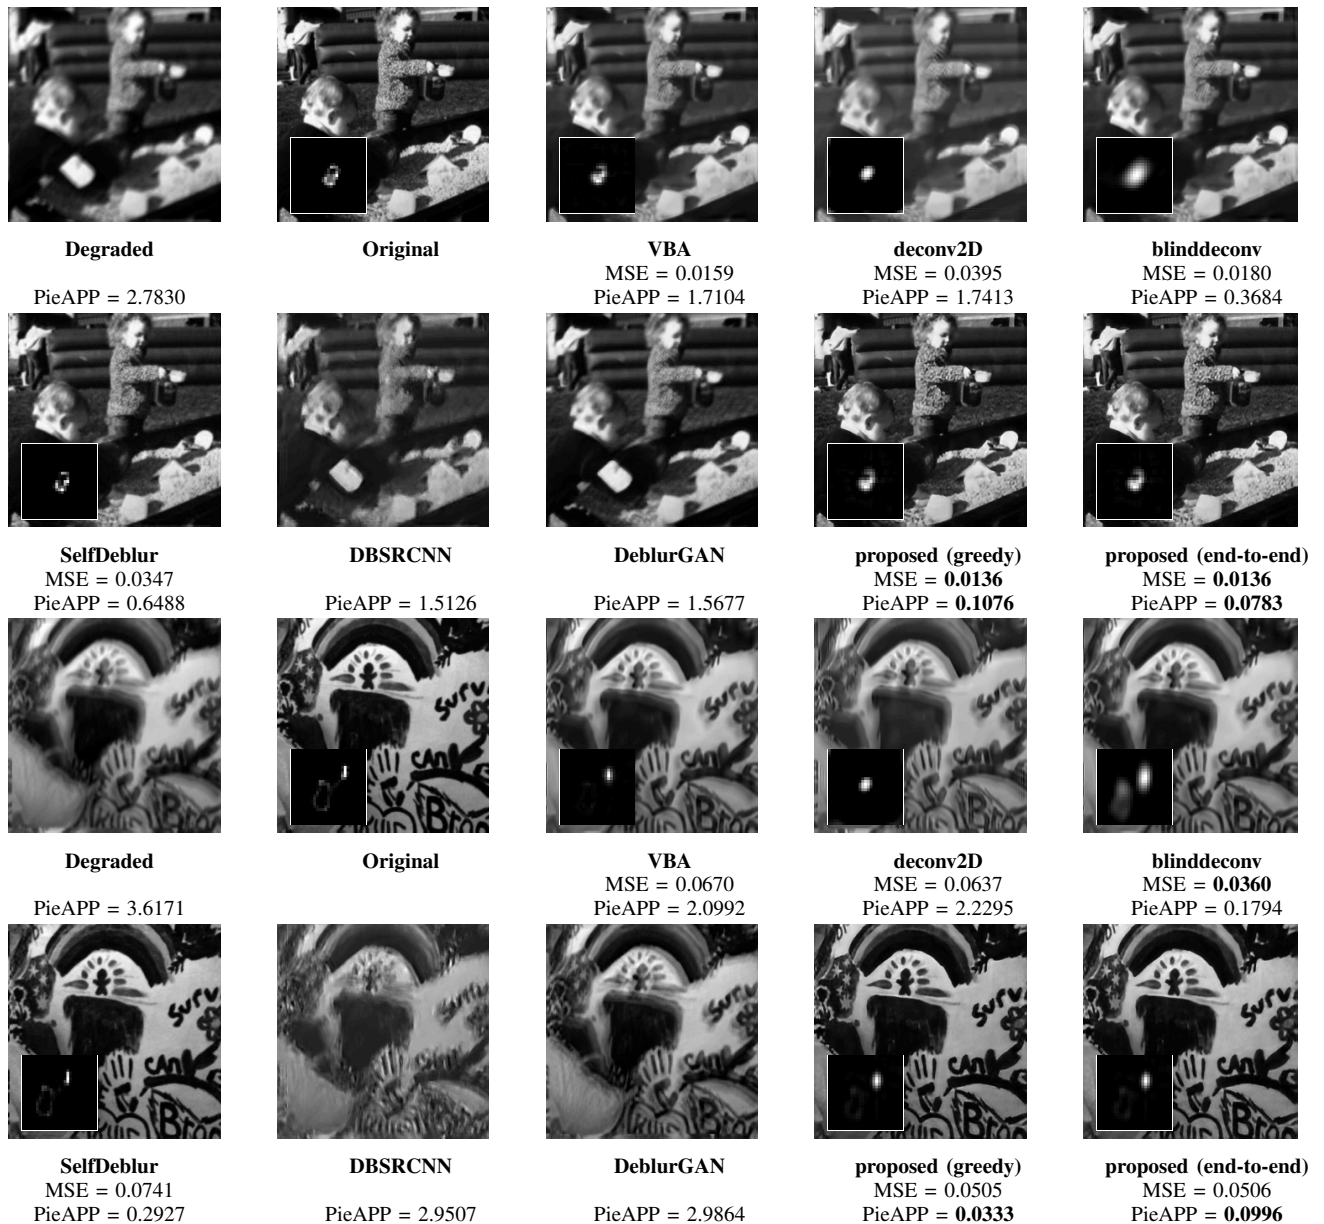 Degraded Original VBA deconv2D blinddeconv
MSE = 0.0159 MSE = 0.0395 MSE = 0.0180
PieAPP = 2.7830 PieAPP = 1.7104 PieAPP = 1.7413 PieAPP = 0.3684
SelfDeblur DBSRCNN DeblurGAN proposed (greedy) proposed (end-to-end)
MSE = 0.0347 MSE = 0.0136 MSE = 0.0136
PieAPP = 0.6488 PieAPP = 1.5126 PieAPP = 1.5677 PieAPP = 0.1076 PieAPP = 0.0783
Degraded Original VBA deconv2D blinddeconv
MSE = 0.0670 MSE = 0.0637 MSE = 0.0360
PieAPP = 3.6171 PieAPP = 2.0992 PieAPP = 2.2295 PieAPP = 0.1794
SelfDeblur DBSRCNN DeblurGAN proposed (greedy) proposed (end-to-end)
MSE = 0.0741 MSE = 0.0505 MSE = 0.0506
PieAPP = 0.2927 PieAPP = 2.9507 PieAPP = 2.9864 PieAPP = 0.0333 PieAPP = 0.0996